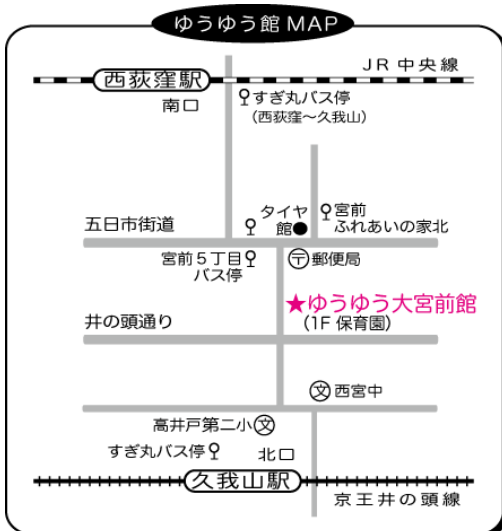 ゆうゆう館 MAP
JR 中央線
西荻窪駅
南口
すぎ丸バス停
(西荻窪～久我山)
タイヤ
館
宮前
ふれあいの家北
五日市街道
宮前5丁目
バス停
〒郵便局
★ゆうゆう大宮前館
(1F 保育園)
井の頭通り
文 西宮中
高井戸第二小 文
すぎ丸バス停
北口
久我山駅
京王井の頭線